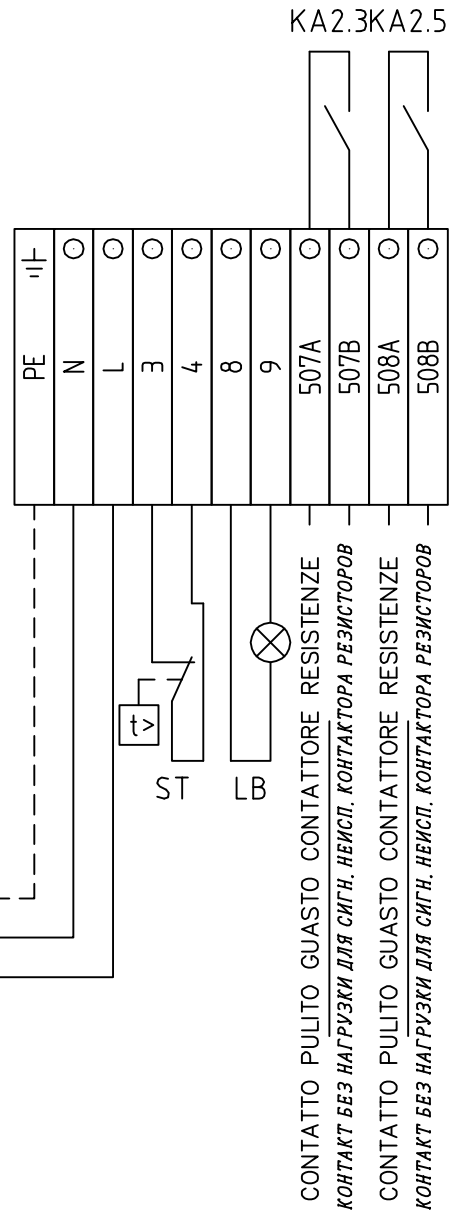 KA2.3 KA2.5
PE
N
L
3
4
8
9
507A
507B
508A
508B
t>
ST
LB
CONTATTO PULITO GUASTO CONTATTORE RESISTENZE
КОНТАКТ БЕЗ НАГРУЗКИ ДЛЯ СИГН. НЕИСП. КОНТАКТОРА РЕЗИСТОРОВ
CONTATTO PULITO GUASTO CONTATTORE RESISTENZE
КОНТАКТ БЕЗ НАГРУЗКИ ДЛЯ СИГН. НЕИСП. КОНТАКТОРА РЕЗИСТОРОВ